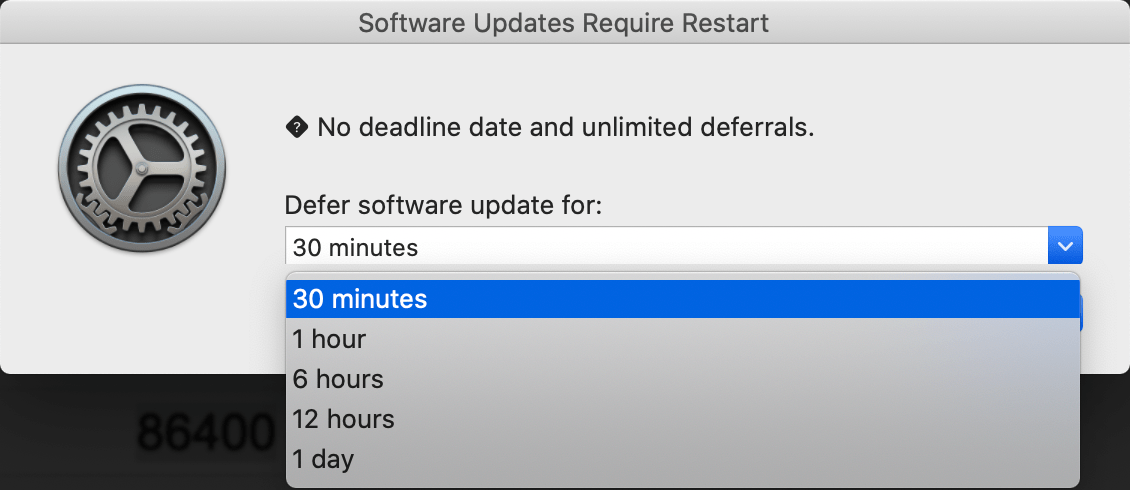 Software Updates Require Restart
No deadline date and unlimited deferrals.
Defer software update for:
30 minutes
30 minutes
1 hour
6 hours
12 hours
1 day
86400